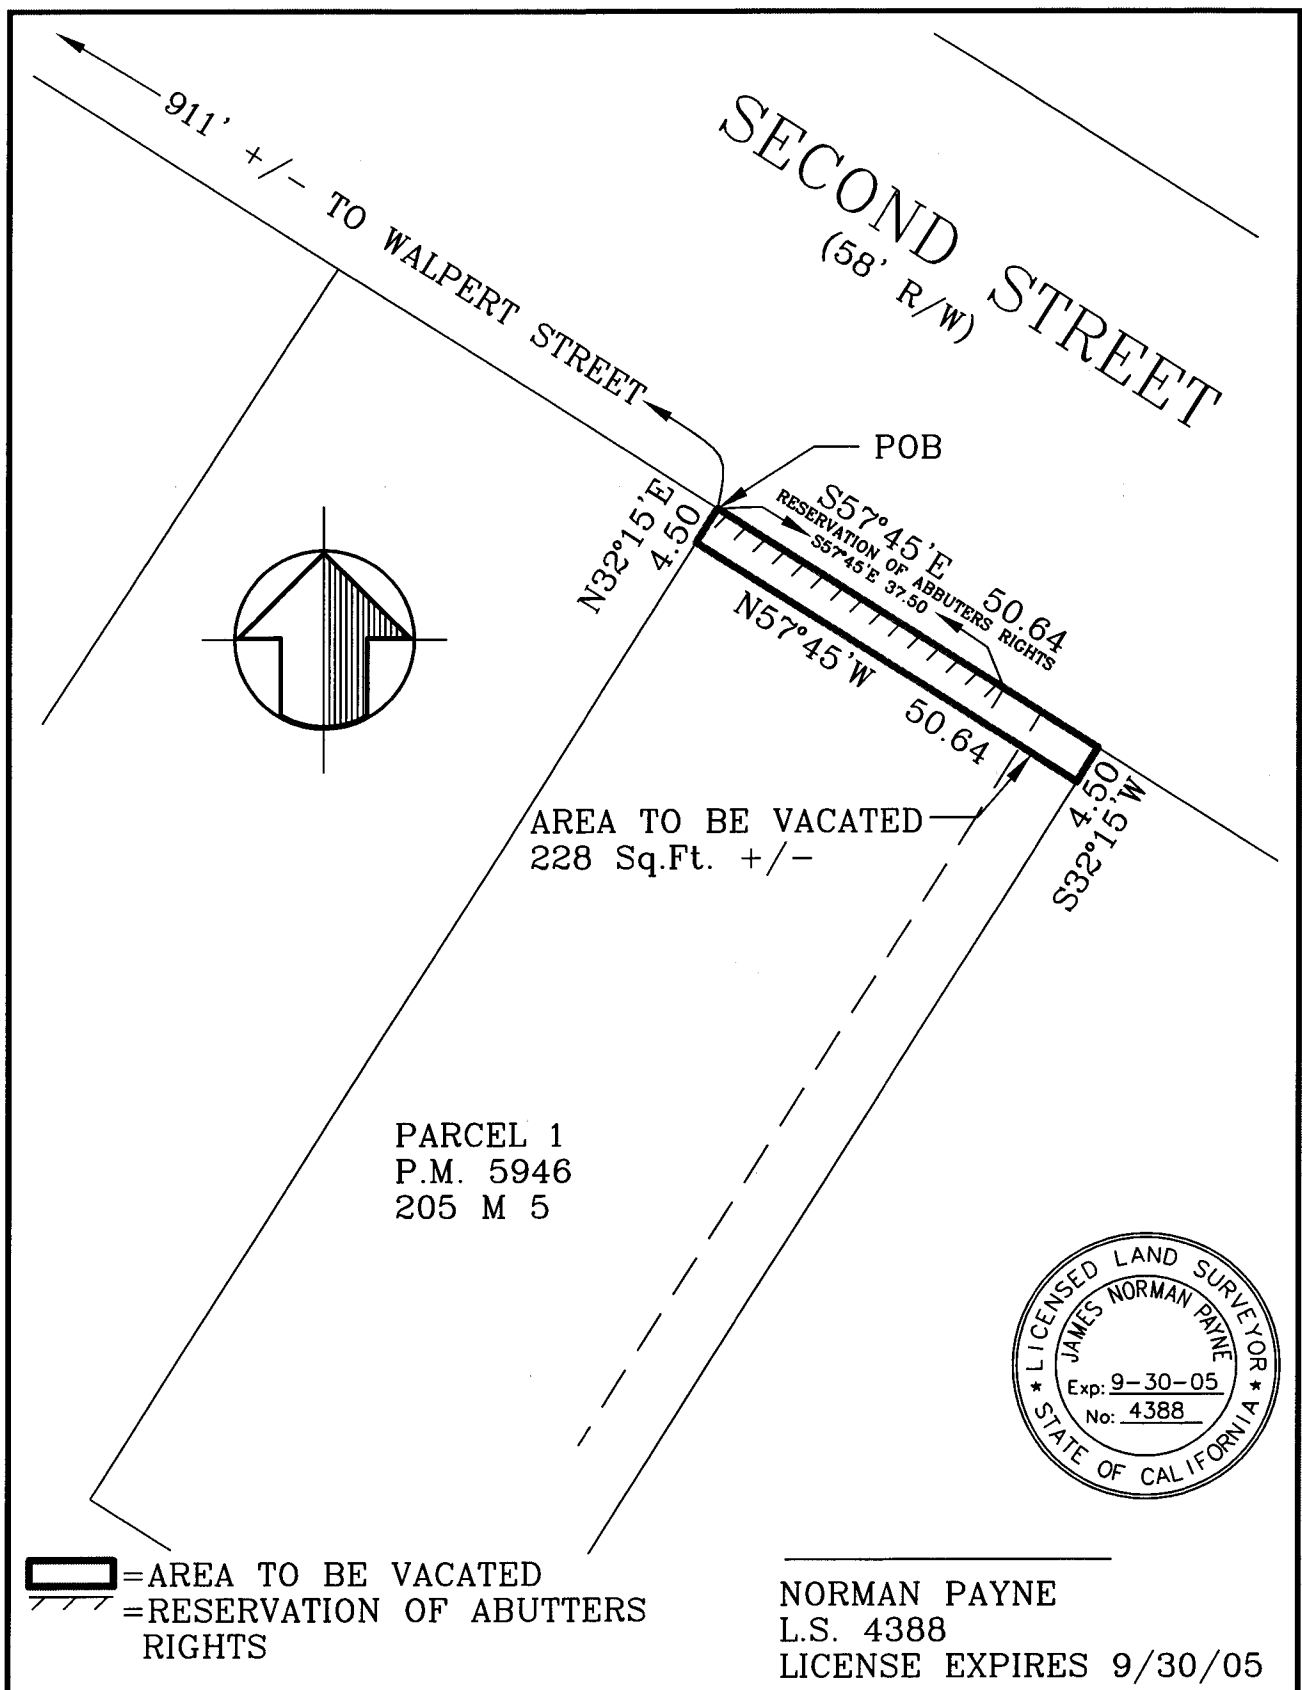 911' +/- TO WALPERT STREET
SECOND STREET
(58' R/W)
POB
N32°15'E
4.50
S57°45'E 50.64
RESERVATION OF ABBUTERS RIGHTS
S57°45'E 37.50
N57°45'W 50.64
4.50
S32°15'W
AREA TO BE VACATED
228 Sq.Ft. +/-
PARCEL 1
P.M. 5946
205 M 5
LICENSED LAND SURVEYOR
JAMES NORMAN PAYNE
Exp: 9-30-05
No: 4388
★ STATE OF CALIFORNIA ★
=AREA TO BE VACATED
=RESERVATION OF ABUTTERS
RIGHTS
NORMAN PAYNE
L.S. 4388
LICENSE EXPIRES 9/30/05